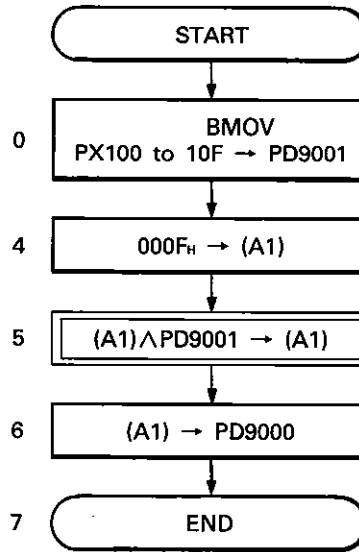 START
0
BMOV
PX100 to 10F → PD9001
4
000FH → (A1)
5
(A1)∧PD9001 → (A1)
6
(A1) → PD9000
7
END